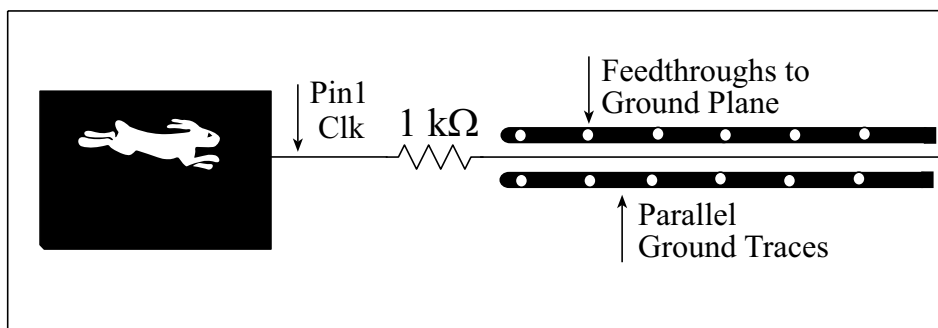 Pin1
Clk
1 kΩ
Feedthroughs to
Ground Plane
Parallel
Ground Traces